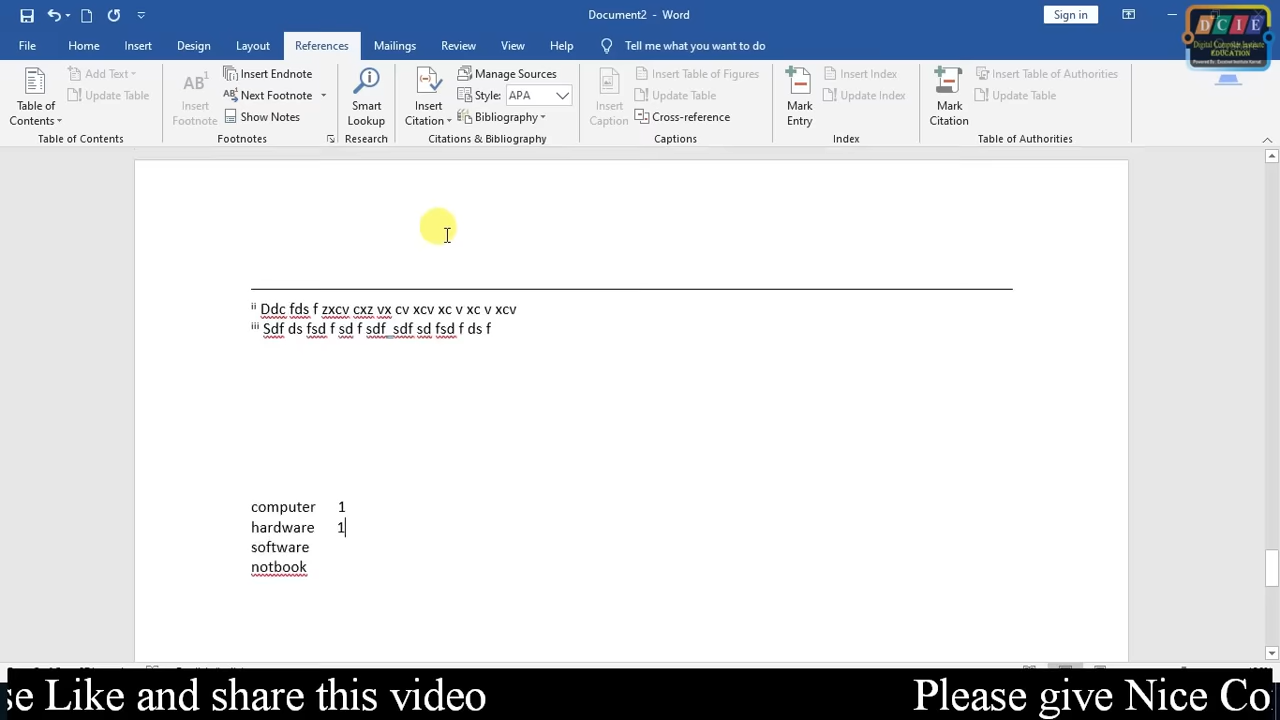 Document2 - Word
Sign in
File Home Insert Design Layout References Mailings Review View Help Tell me what you want to do
Table of Contents
Add Text
Update Table
Table of Contents
AB1
Insert Footnote
Insert Endnote
Next Footnote
Show Notes
Footnotes
Smart Lookup
Research
Insert Citation
Manage Sources
Style: APA
Bibliography
Citations & Bibliography
Insert Caption
Insert Table of Figures
Update Table
Cross-reference
Captions
Mark Entry
Insert Index
Update Index
Index
Mark Citation
Insert Table of Authorities
Update Table
Table of Authorities
DCIE
Digital Computer Institute
EDUCATION
ii Ddc fds f zxcv cxz vx cv xcv xc v xc v xcv
iii Sdf ds fsd f sd f sdf sdf sd fsd f ds f
computer 1
hardware 1
software
notbook
se Like and share this video Please give Nice Co